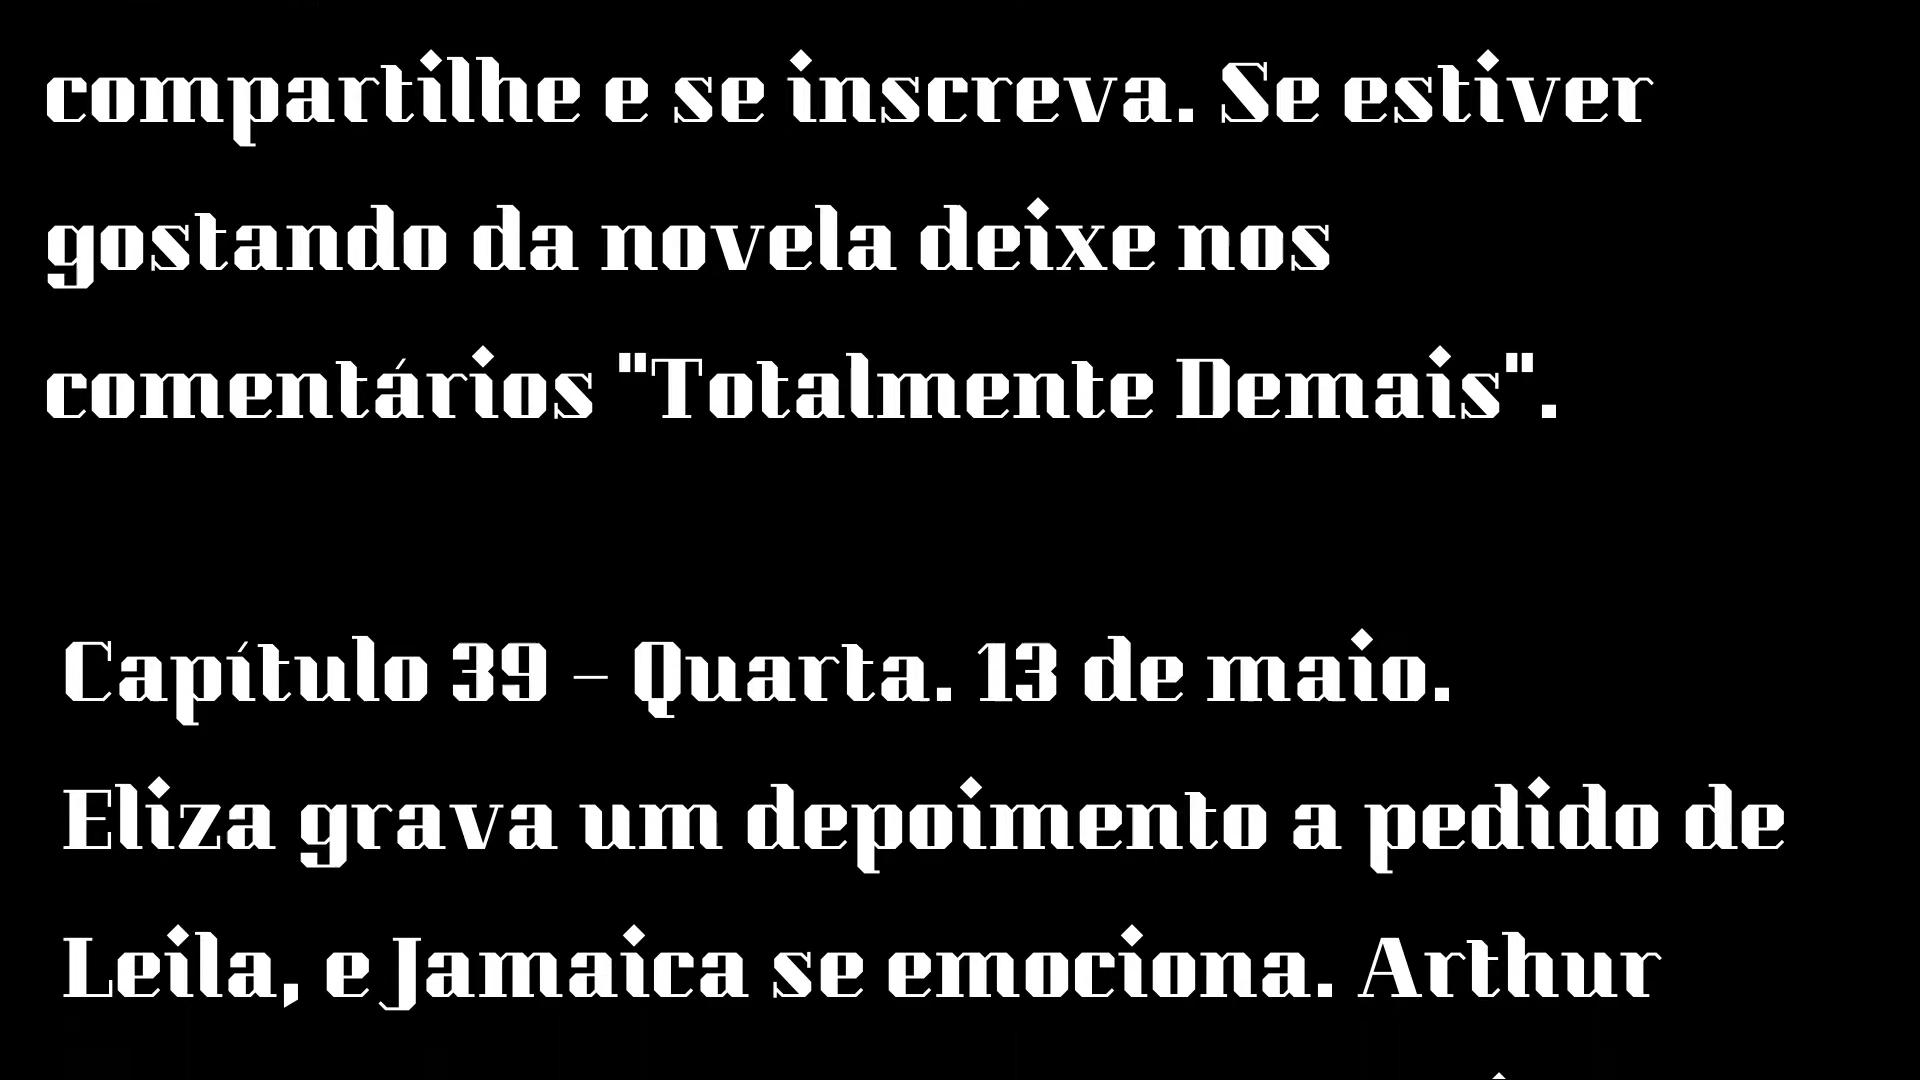 compartilhe e se inscreva. Se estiver
gostando da novela deixe nos
comentários "Totalmente Demais".
Capítulo 39 – Quarta. 13 de maio.
Eliza grava um depoimento a pedido de
Leila, e Jamaica se emociona. Arthur